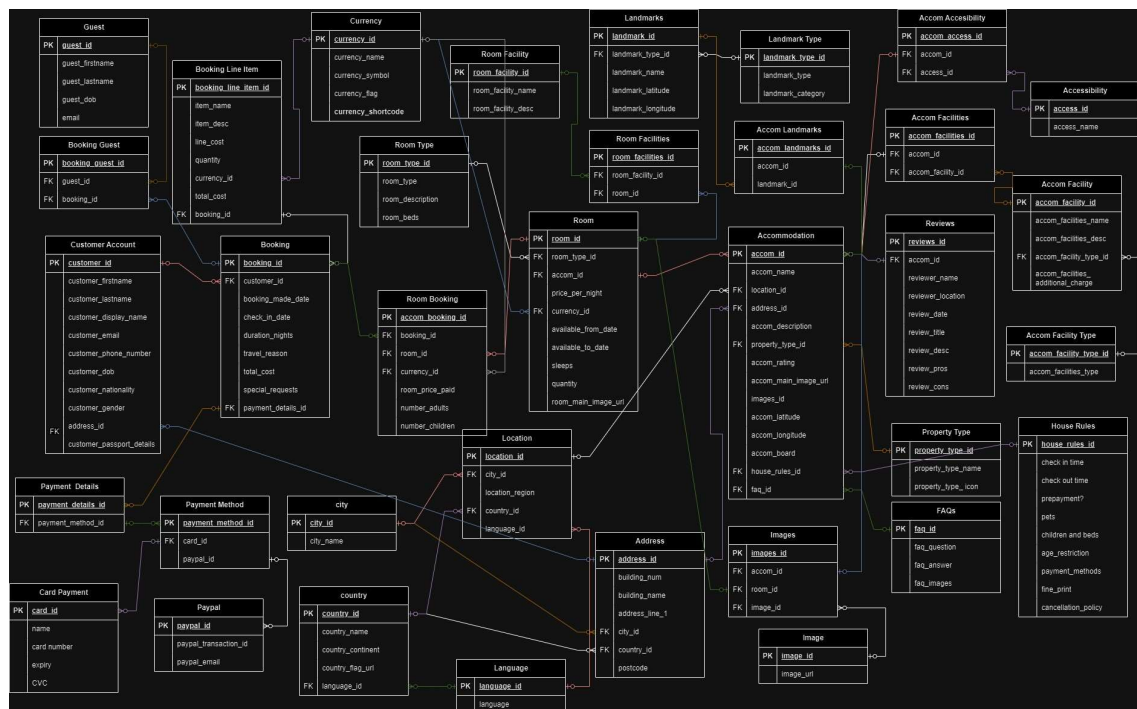 Guest
PK guest_id
guest_firstname
guest_lastname
guest_dob
email
Booking Guest
PK booking_guest_id
FK guest_id
FK booking_id
Booking Line Item
PK booking_line_item_id
item_name
item_desc
line_cost
quantity
currency_id
total_cost
FK booking_id
Currency
PK currency_id
currency_name
currency_symbol
currency_flag
currency_shortcode
Room Facility
PK room_facility_id
room_facility_name
room_facility_desc
Room Type
PK room_type_id
room_type
room_description
room_beds
Landmarks
PK landmark_id
FK landmark_type_id
landmark_name
landmark_latitude
landmark_longitude
Landmark Type
PK landmark_type_id
landmark_type
landmark_category
Room Facilities
PK room_facilities_id
FK room_facility_id
FK room_id
Accom Landmarks
PK accom_landmarks_id
accom_id
landmark_id
Accom Accesibility
PK accom_access_id
FK accom_id
FK access_id
Accessibility
PK access_id
access_name
Accom Facilities
PK accom_facilities_id
FK accom_id
FK accom_facility_id
Accom Facility
PK accom_facility_id
accom_facilities_name
accom_facilities_desc
FK accom_facility_type_id
accom_facilities_
additional_charge
Accom Facility Type
PK accom_facility_type_id
accom_facilities_type
Reviews
PK reviews_id
FK accom_id
reviewer_name
reviewer_location
review_date
review_title
review_desc
review_pros
review_cons
Customer Account
PK customer_id
customer_firstname
customer_lastname
customer_display_name
customer_email
customer_phone_number
customer_dob
customer_nationality
customer_gender
FK address_id
customer_passport_details
Booking
PK booking_id
FK customer_id
booking_made_date
check_in_date
duration_nights
travel_reason
total_cost
special_requests
FK payment_details_id
Room Booking
PK accom_booking_id
FK booking_id
FK room_id
FK currency_id
room_price_paid
number_adults
number_children
Room
PK room_id
FK room_type_id
FK accom_id
price_per_night
FK currency_id
available_from_date
available_to_date
sleeps
quantity
room_main_image_url
Accommodation
PK accom_id
accom_name
FK location_id
FK address_id
accom_description
FK property_type_id
accom_rating
accom_main_image_url
images_id
accom_latitude
accom_longitude
accom_board
FK house_rules_id
FK faq_id
Property Type
PK property_type_id
property_type_name
property_type_ icon
House Rules
PK house_rules_id
check in time
check out time
prepayment?
pets
children and beds
age_restriction
payment_methods
fine_print
cancellation_policy
FAQs
PK faq_id
faq_question
faq_answer
faq_images
Location
PK location_id
FK city_id
location_region
FK country_id
language_id
Payment Details
PK payment_details_id
FK payment_method_id
Payment Method
PK payment_method_id
FK card_id
paypal_id
city
PK city_id
city_name
Address
PK address_id
building_num
building_name
address_line_1
FK city_id
FK country_id
postcode
Images
PK images_id
FK accom_id
FK room_id
FK image_id
Image
PK image_id
image_url
Card Payment
PK card_id
name
card number
expiry
CVC
Paypal
PK paypal_id
paypal_transaction_id
paypal_email
country
PK country_id
country_name
country_continent
country_flag_url
FK language_id
Language
PK language_id
language